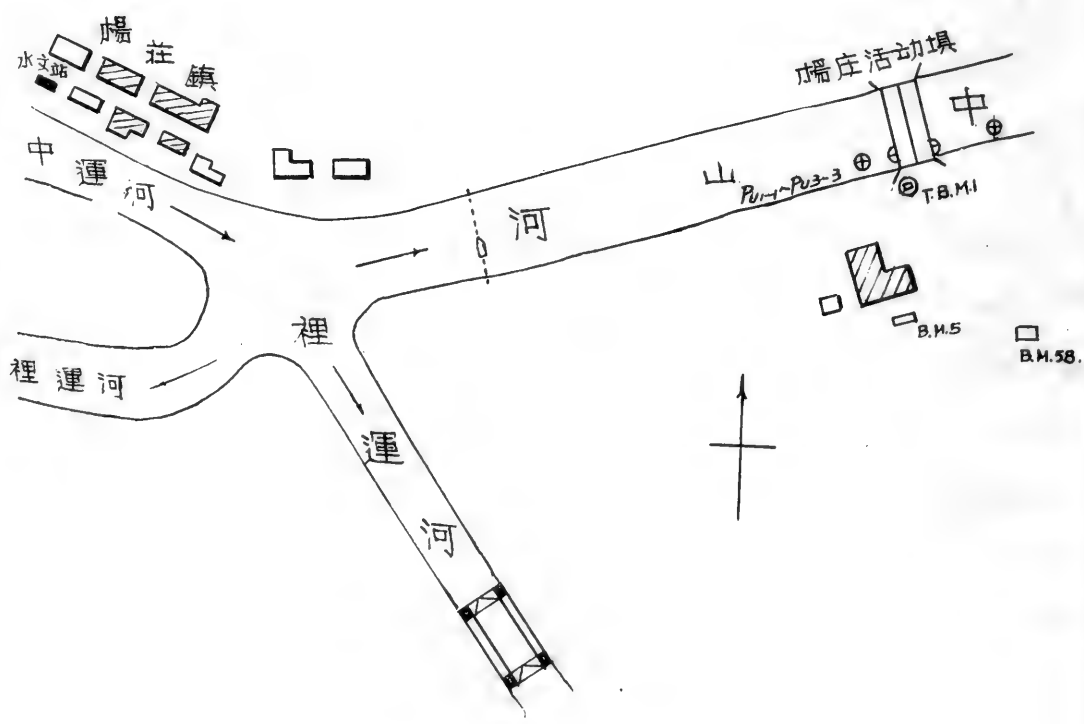 楊莊鎮
水文站
中運河
楊庄活动垻
中山河
Pu1-1~Pu3-3
P
T.B.M.1
裡運河
裡運河
B.M.5
B.M.58.